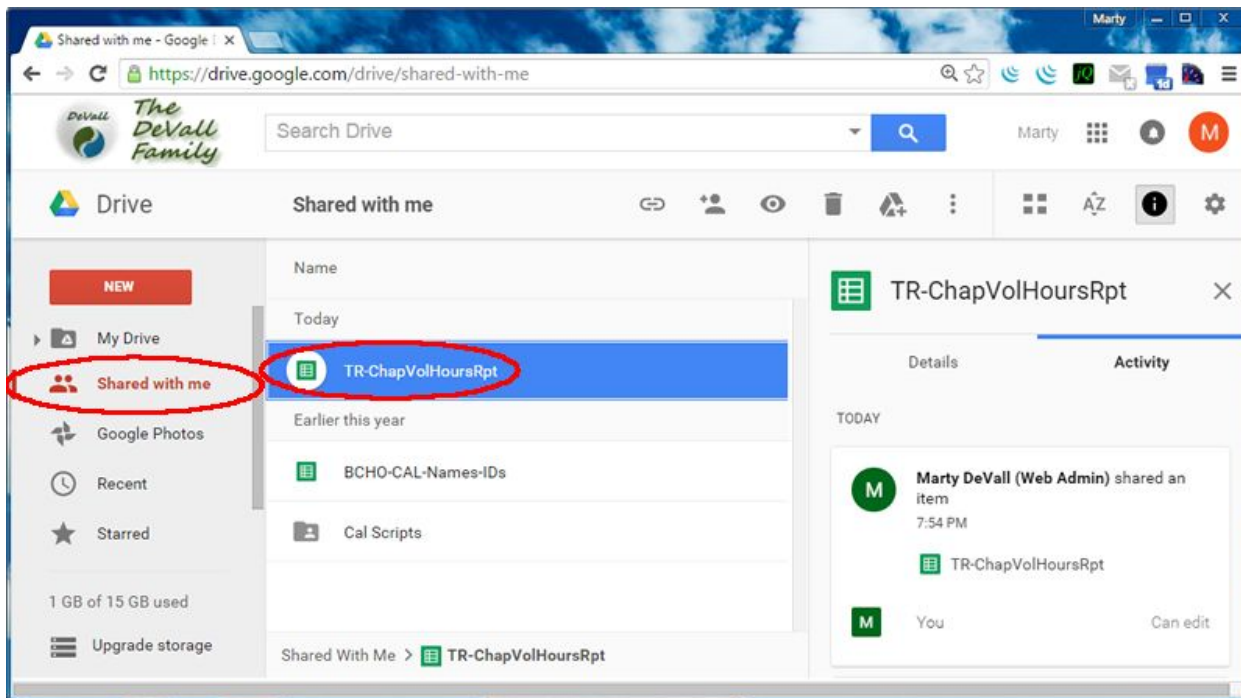 Marty
Shared with me - Google
https://drive.google.com/drive/shared-with-me
iQ
1d
DeVall
The
DeVall
Family
Search Drive
Marty
M
Drive
Shared with me
AZ
NEW
My Drive
Shared with me
Google Photos
Recent
Starred
1 GB of 15 GB used
Upgrade storage
Name
Today
TR-ChapVolHoursRpt
Earlier this year
BCHO-CAL-Names-IDs
Cal Scripts
Shared With Me > TR-ChapVolHoursRpt
TR-ChapVolHoursRpt
Details
Activity
TODAY
M
Marty DeVall (Web Admin) shared an
item
7:54 PM
TR-ChapVolHoursRpt
M
You
Can edit